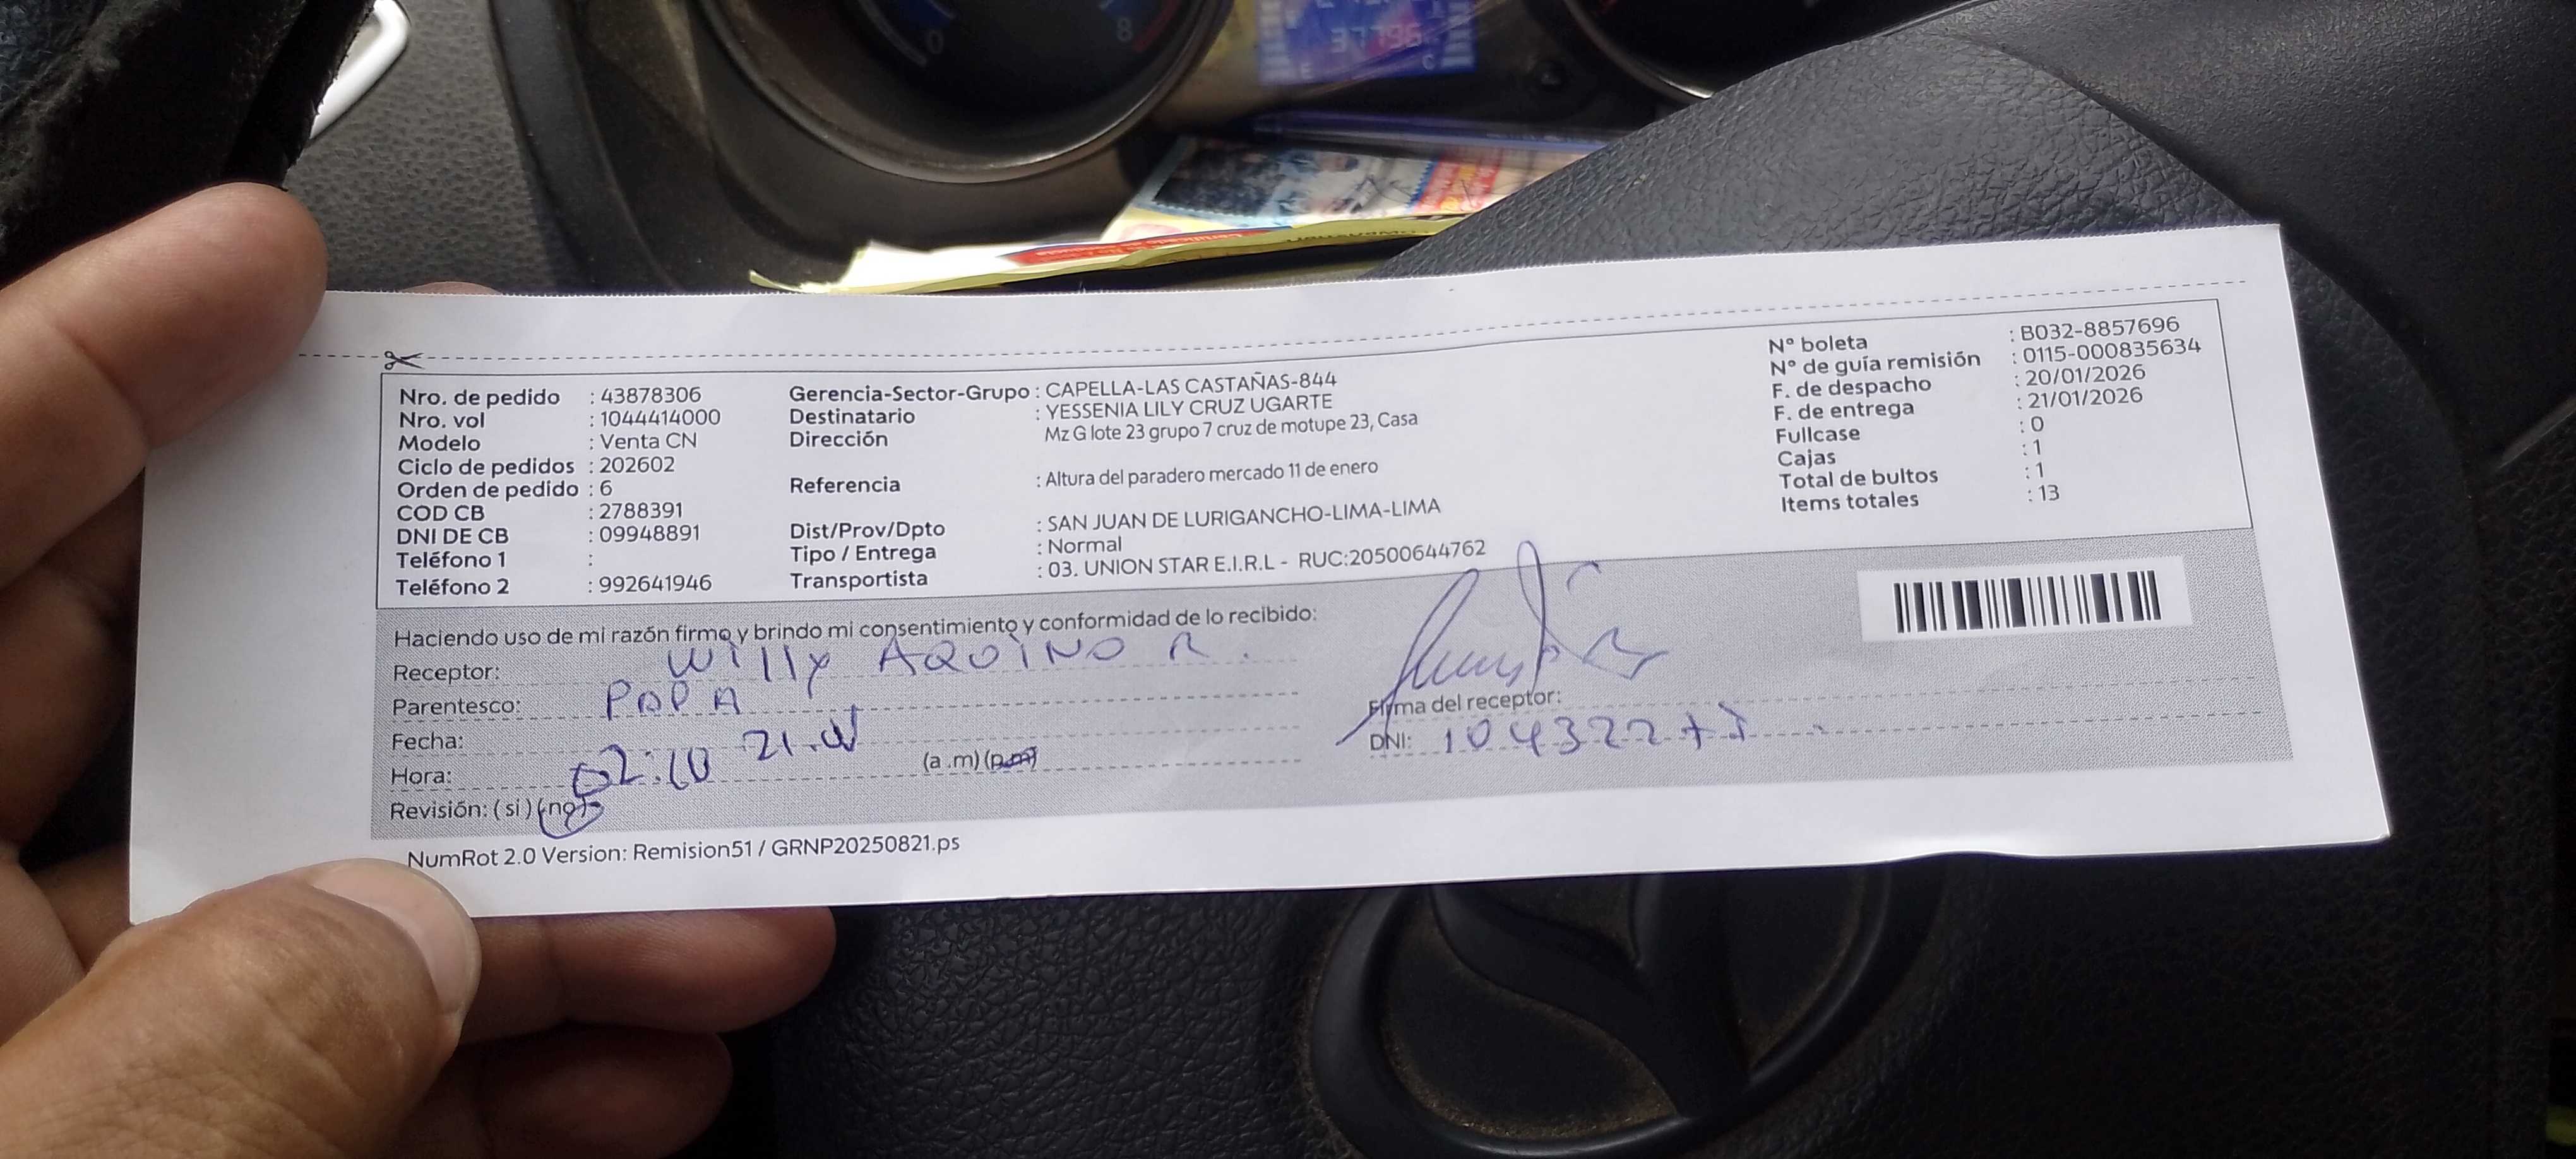 37796
Nro. de pedido : 43878306
Nro. vol : 1044414000
Modelo : Venta CN
Ciclo de pedidos : 202602
Orden de pedido : 6
COD CB : 2788391
DNI DE CB : 09948891
Teléfono 1 :
Teléfono 2 : 992641946
Gerencia-Sector-Grupo : CAPELLA-LAS CASTAÑAS-844
Destinatario : YESSENIA LILY CRUZ UGARTE
Dirección Mz G lote 23 grupo 7 cruz de motupe 23, Casa
Referencia : Altura del paradero mercado 11 de enero
Dist/Prov/Dpto : SAN JUAN DE LURIGANCHO-LIMA-LIMA
Tipo / Entrega : Normal
Transportista : 03. UNION STAR E.I.R.L - RUC:20500644762
N° boleta : B032-8857696
N° de guía remisión : 0115-000835634
F. de despacho : 20/01/2026
F. de entrega : 21/01/2026
Fullcase : 0
Cajas : 1
Total de bultos : 1
Items totales : 13
Haciendo uso de mi razón firmo y brindo mi consentimiento y conformidad de lo recibido:
Receptor: Willy AQUINO R.
Parentesco: PAPA
Fecha: 21.01
Hora: 02:10 (a.m) (p.m)
Revisión: (si) (no)
Firma del receptor:
DNI: 104322
NumRot 2.0 Version: Remision51 / GRNP20250821.ps